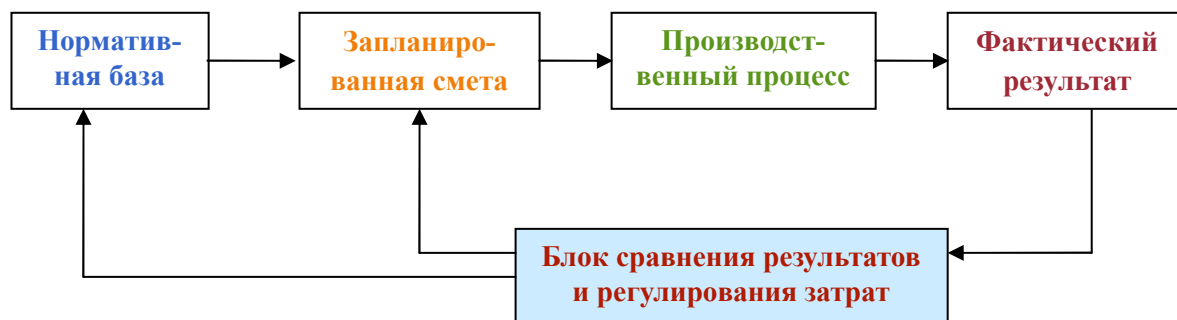 Норматив-
ная база
Запланиро-
ванная смета
Производст-
венный процесс
Фактический
результат
Блок сравнения результатов
и регулирования затрат